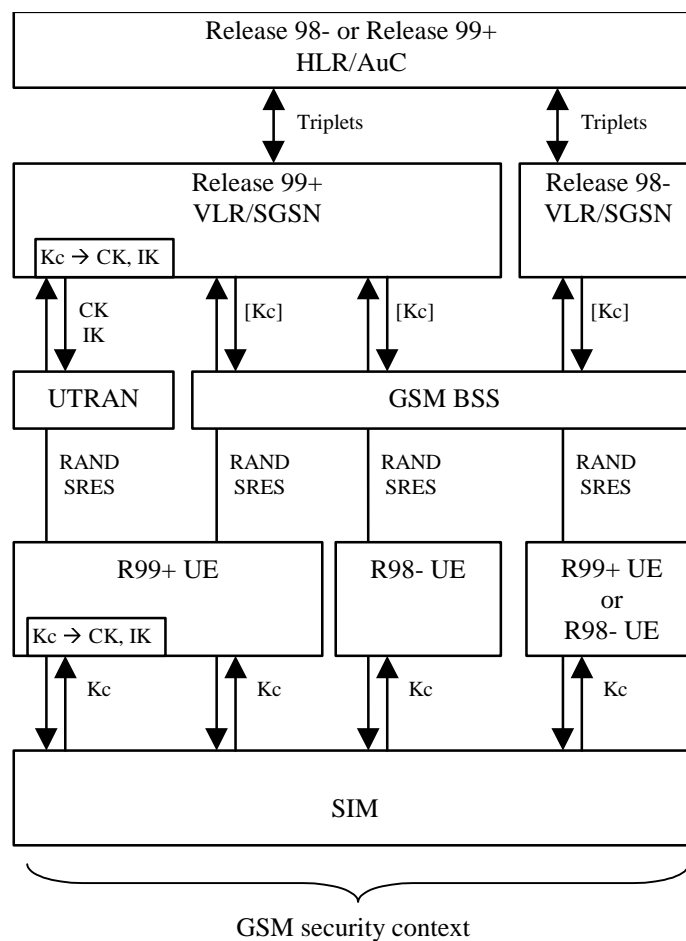 Release 98- or Release 99+
HLR/AuC
Triplets
Triplets
Release 99+
VLR/SGSN
Release 98-
VLR/SGSN
Kc → CK, IK
CK
IK
[Kc]
[Kc]
[Kc]
UTRAN
GSM BSS
RAND
SRES
RAND
SRES
RAND
SRES
RAND
SRES
R99+ UE
R98- UE
R99+ UE
or
R98- UE
Kc → CK, IK
Kc
Kc
Kc
Kc
SIM
GSM security context